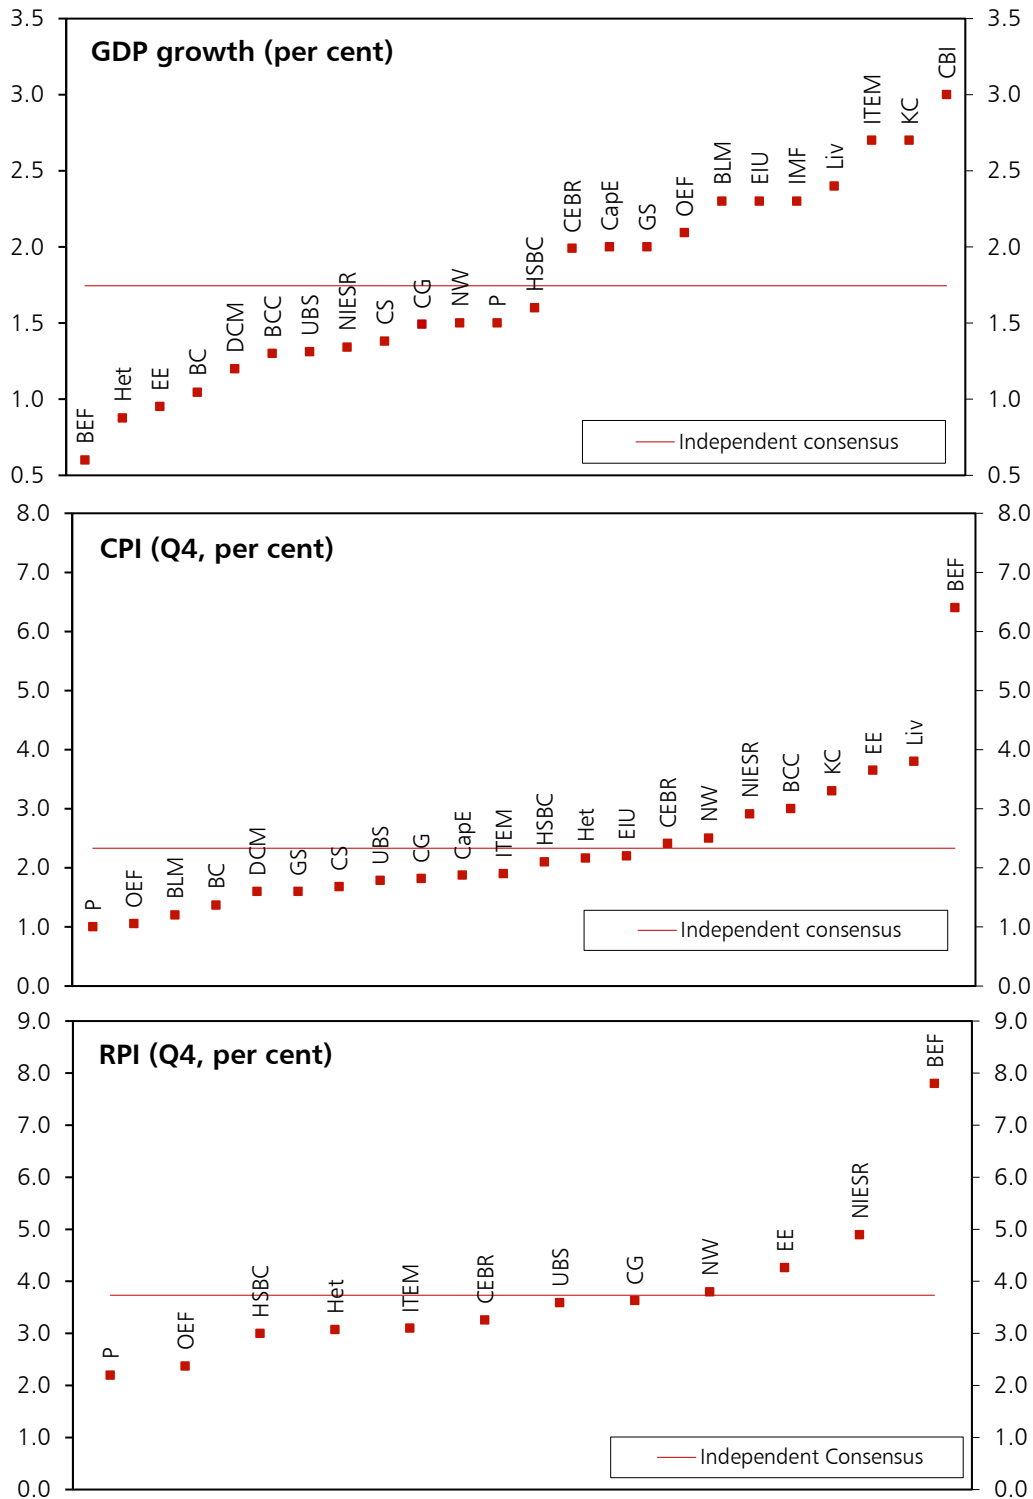 GDP growth (per cent)
3.5
3.0
2.5
2.0
1.5
1.0
0.5
3.5
3.0
2.5
2.0
1.5
1.0
0.5
BEF
Het
EE
BC
DCM
BCC
UBS
NIESR
CS
CG
NW
P
HSBC
CEBR
CapE
GS
OEF
BLM
EIU
IMF
Liv
ITEM
KC
CBI
Independent consensus
CPI (Q4, per cent)
8.0
7.0
6.0
5.0
4.0
3.0
2.0
1.0
0.0
8.0
7.0
6.0
5.0
4.0
3.0
2.0
1.0
0.0
P
OEF
BLM
BC
DCM
GS
CS
UBS
CG
CapE
ITEM
HSBC
Het
EIU
CEBR
NW
NIESR
BCC
KC
EE
Liv
BEF
Independent consensus
RPI (Q4, per cent)
9.0
8.0
7.0
6.0
5.0
4.0
3.0
2.0
1.0
0.0
9.0
8.0
7.0
6.0
5.0
4.0
3.0
2.0
1.0
0.0
P
OEF
HSBC
Het
ITEM
CEBR
UBS
CG
NW
EE
NIESR
BEF
Independent Consensus